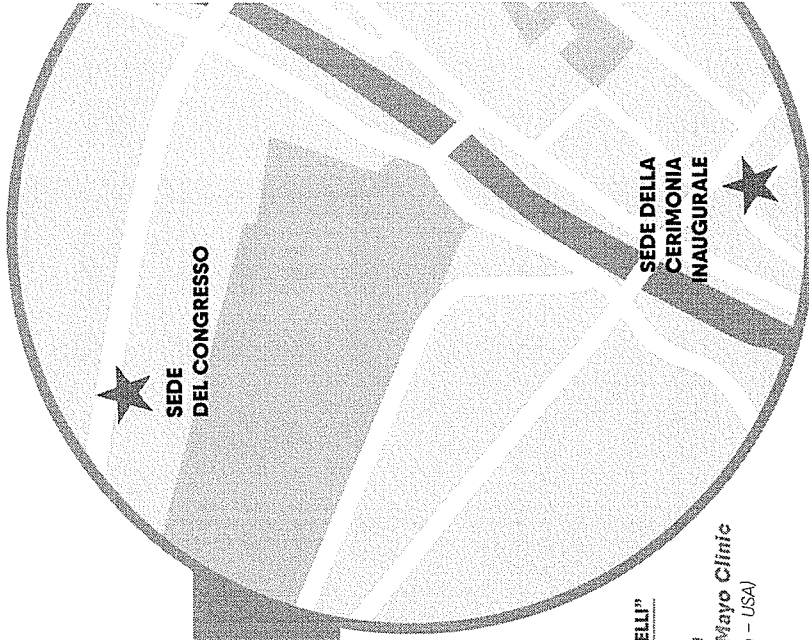 SEDE
DEL CONGRESSO
SEDE DELLA
CERIMONIA
INAUGURALE
ELLI"
Mayo Clinic
– USA)